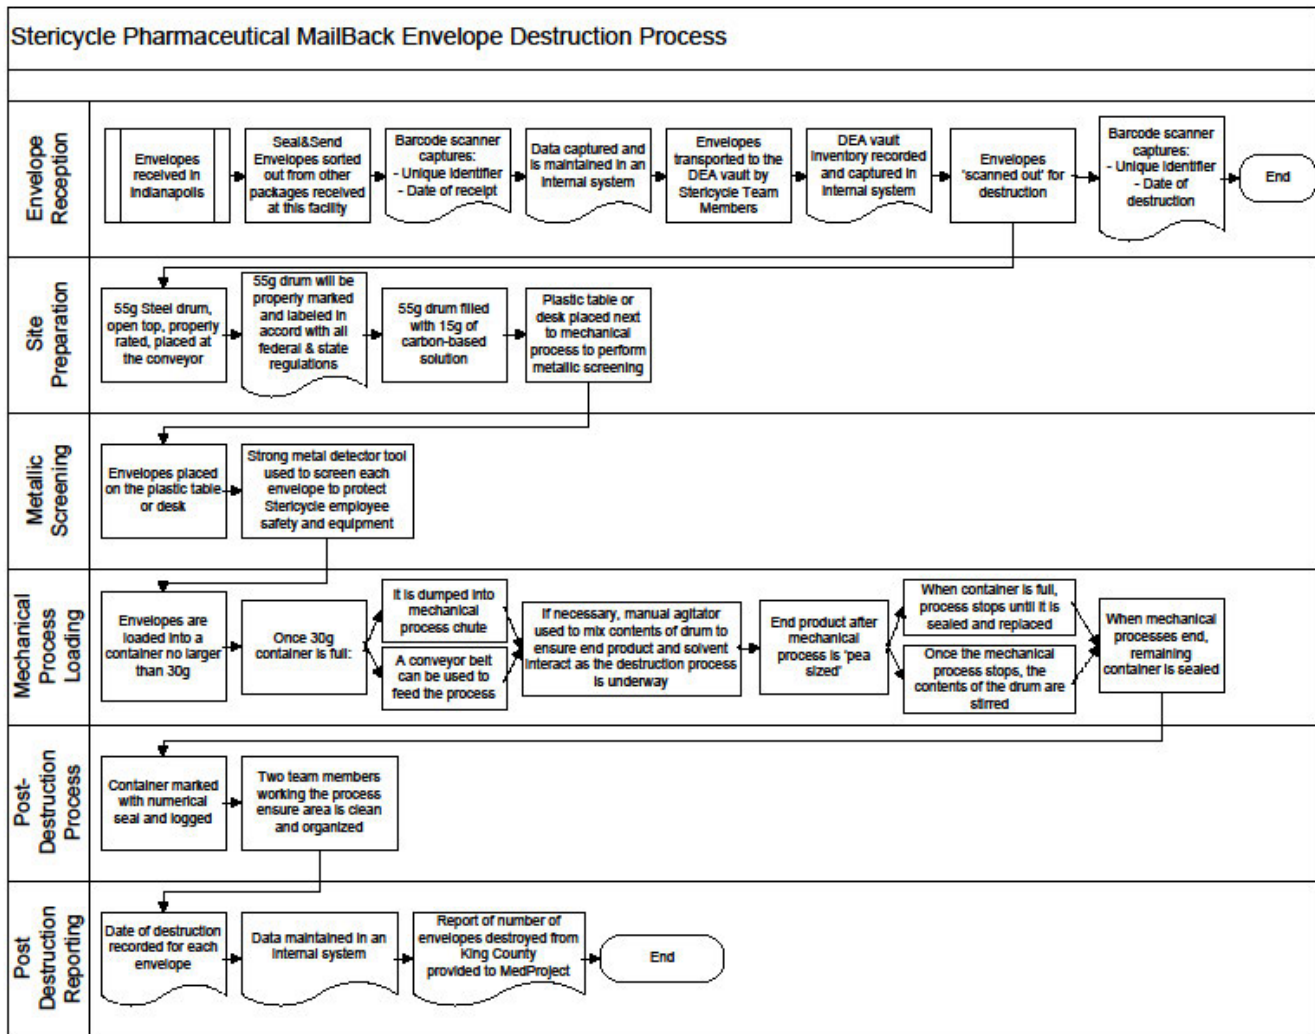 Stericycle Pharmaceutical MailBack Envelope Destruction Process
Envelope
Reception
Envelopes
received in
Indianapolis
Seal&Send
Envelopes sorted
out from other
packages received
at this facility
Barcode scanner
captures:
- Unique Identifier
- Date of receipt
Data captured and
is maintained in an
internal system
Envelopes
transported to the
DEA vault by
Stericycle Team
Members
DEA vault
inventory recorded
and captured in
internal system
Envelopes
'scanned out' for
destruction
Barcode scanner
captures:
- Unique Identifier
- Date of
destruction
End
Site
Preparation
55g Steel drum,
open top, properly
rated, placed at
the conveyor
55g drum will be
properly marked
and labeled in
accord with all
federal & state
regulations
55g drum filled
with 15g of
carbon-based
solution
Plastic table or
desk placed next
to mechanical
process to perform
metallic screening
Metallic
Screening
Envelopes placed
on the plastic table
or desk
Strong metal detector tool
used to screen each
envelope to protect
Stericycle employee
safety and equipment
Mechanical
Process
Loading
Envelopes are
loaded into a
container no larger
than 30g
Once 30g
container is full:
It is dumped into
mechanical
process chute
A conveyor belt
can be used to
feed the process
If necessary, manual agitator
used to mix contents of drum to
ensure end product and solvent
interact as the destruction process
is underway
End product after
mechanical
process is 'pea
sized'
When container is full,
process stops until it is
sealed and replaced
Once the mechanical
process stops, the
contents of the drum are
stirred
When mechanical
processes end,
remaining
container is sealed
Post-
Destruction
Process
Container marked
with numerical
seal and logged
Two team members
working the process
ensure area is clean
and organized
Post
Destruction
Reporting
Date of destruction
recorded for each
envelope
Data maintained in an
internal system
Report of number of
envelopes destroyed from
King County
provided to MedProject
End